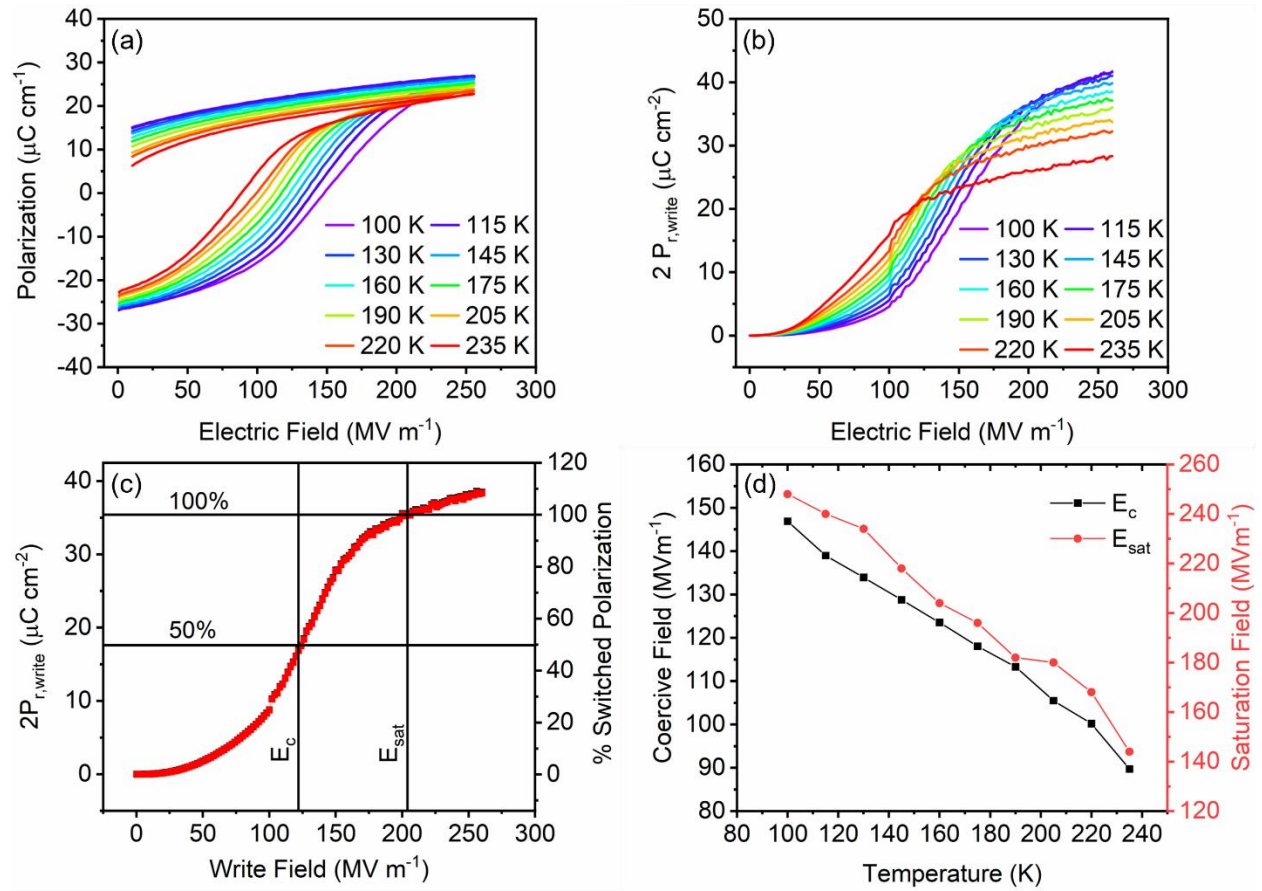 (a)
40
30
20
10
0
-10
-20
-30
-40
Polarization (μC cm⁻¹)
100 K 115 K
130 K 145 K
160 K 175 K
190 K 205 K
220 K 235 K
0 50 100 150 200 250 300
Electric Field (MV m⁻¹)
(b)
50
40
30
20
10
0
2 Pr,write (μC cm⁻²)
100 K 115 K
130 K 145 K
160 K 175 K
190 K 205 K
220 K 235 K
0 50 100 150 200 250 300
Electric Field (MV m⁻¹)
(c)
40
30
20
10
0
2Pr,write (μC cm⁻²)
100%
50%
Ec
Esat
120
100
80
60
40
20
0
% Switched Polarization
0 50 100 150 200 250 300
Write Field (MV m⁻¹)
(d)
160
150
140
130
120
110
100
90
80
Coercive Field (MVm⁻¹)
Ec
Esat
260
240
220
200
180
160
140
120
Saturation Field (MVm⁻¹)
80 100 120 140 160 180 200 220 240
Temperature (K)